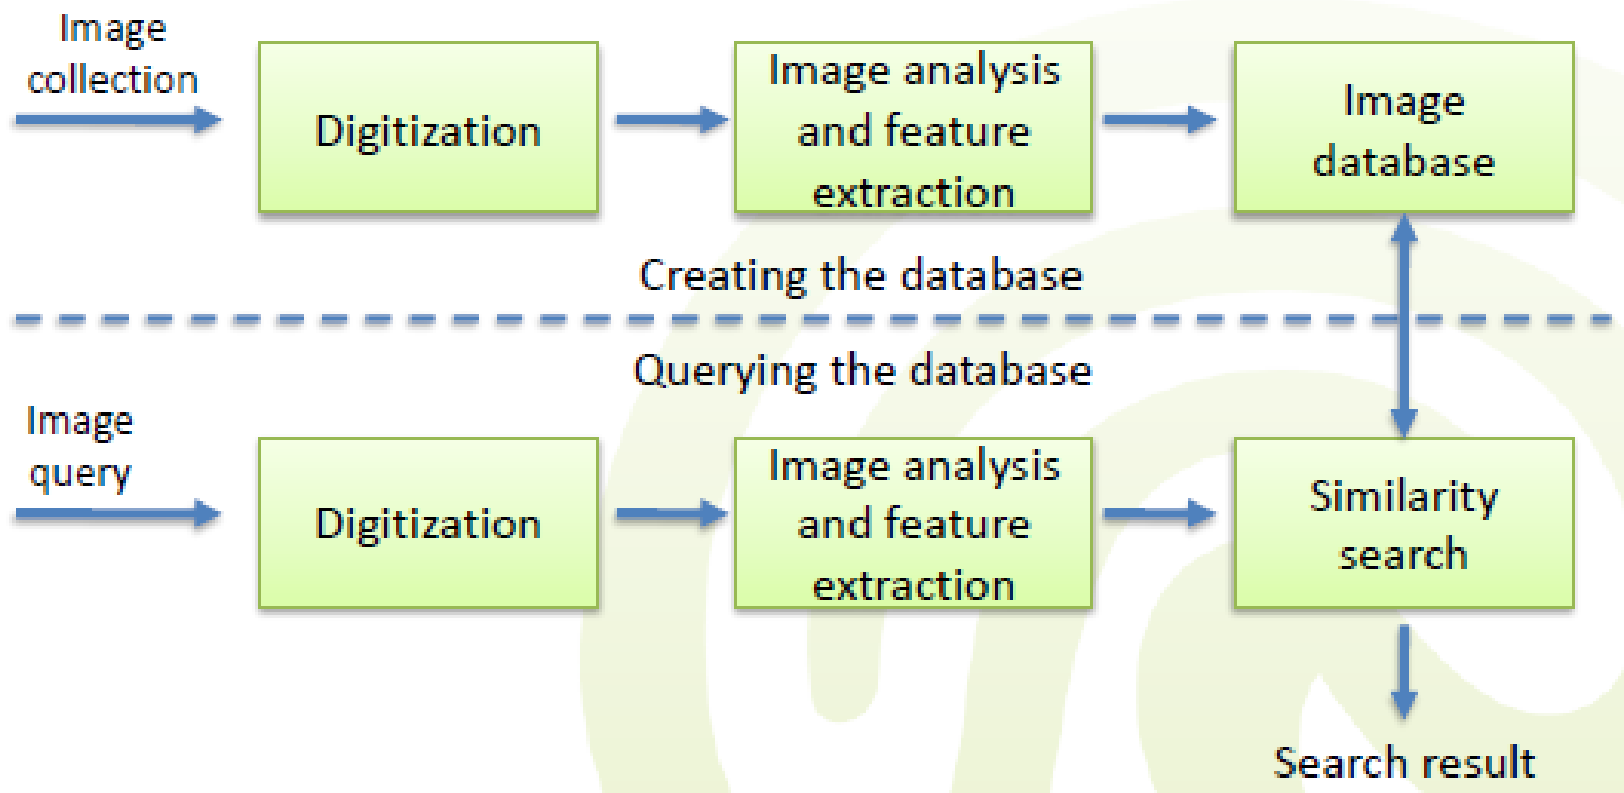 Image
collection
Digitization
Image analysis
and feature
extraction
Image
database
Creating the database
Querying the database
Image
query
Digitization
Image analysis
and feature
extraction
Similarity
search
Search result